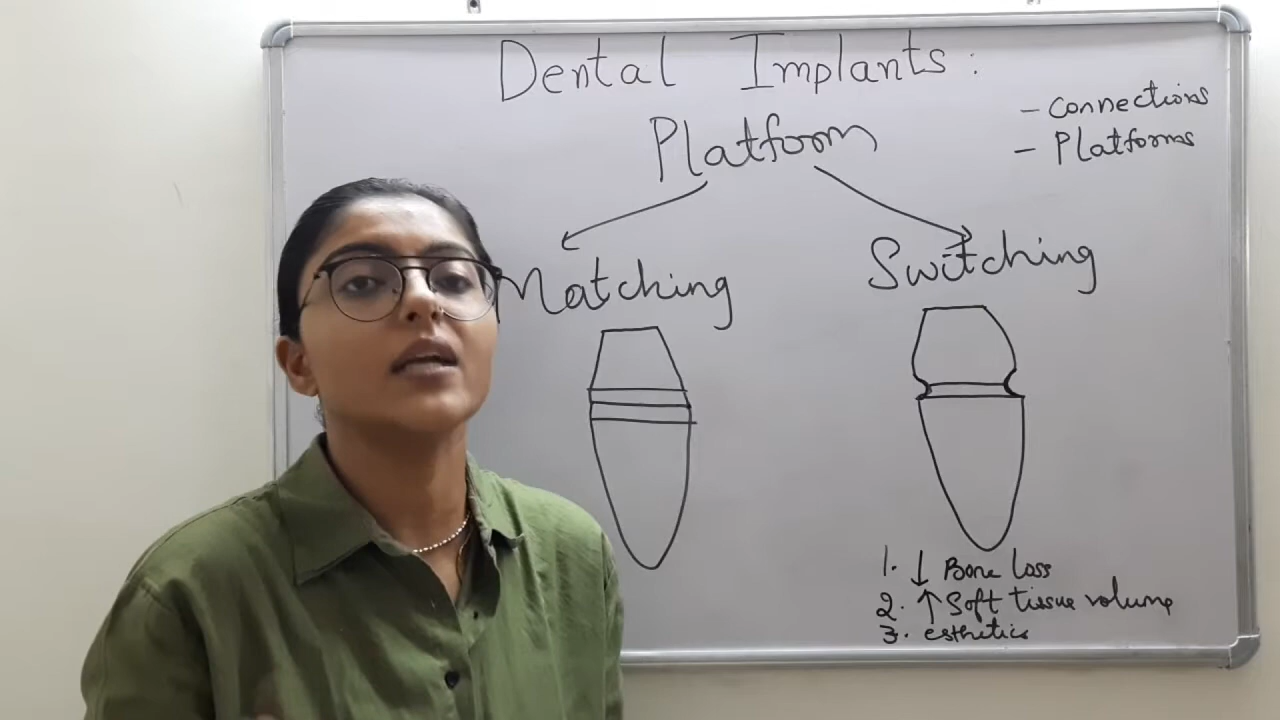 Dental Implants:
- Connections
- Platforms
Platform
Matching
Switching
1. ↓ Bone loss
2. ↑ Soft tissue volume
3. esthetics